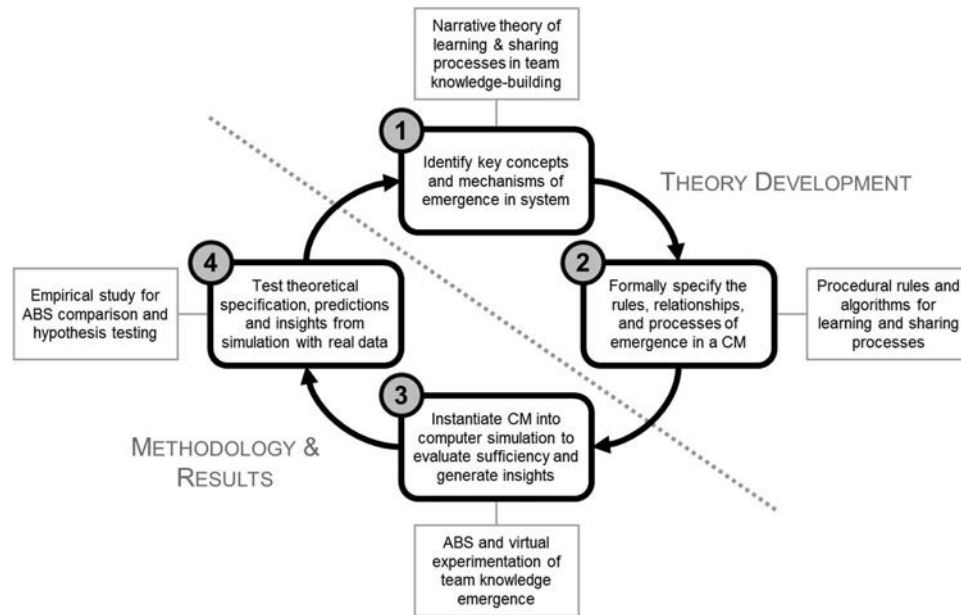 Narrative theory of
learning & sharing
processes in team
knowledge-building
1
Identify key concepts
and mechanisms of
emergence in system
THEORY DEVELOPMENT
2
Formally specify the
rules, relationships,
and processes of
emergence in a CM
Procedural rules and
algorithms for
learning and sharing
processes
3
Instantiate CM into
computer simulation to
evaluate sufficiency and
generate insights
ABS and virtual
experimentation of
team knowledge
emergence
METHODOLOGY &
RESULTS
4
Test theoretical
specification, predictions
and insights from
simulation with real data
Empirical study for
ABS comparison and
hypothesis testing